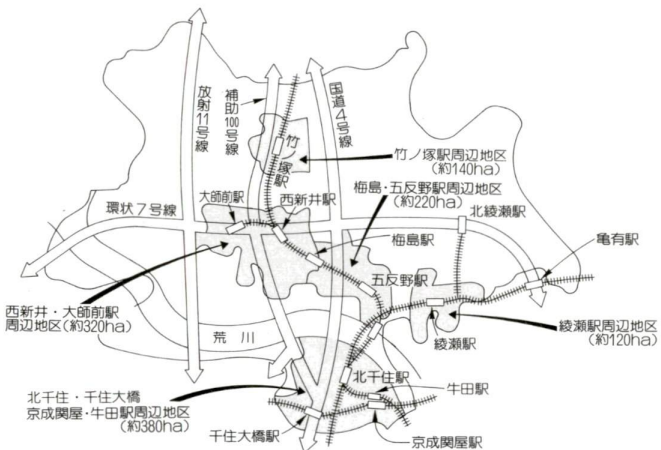 放射11号線
補助100号線
国道4号線
竹ノ塚駅
竹ノ塚駅周辺地区
(約140ha)
大師前駅
西新井駅
梅島・五反野駅周辺地区
(約220ha)
北綾瀬駅
環状7号線
梅島駅
亀有駅
五反野駅
西新井・大師前駅
周辺地区(約320ha)
荒川
綾瀬駅
綾瀬駅周辺地区
(約120ha)
北千住・千住大橋
京成関屋・牛田駅周辺地区
(約380ha)
北千住駅
牛田駅
千住大橋駅
京成関屋駅